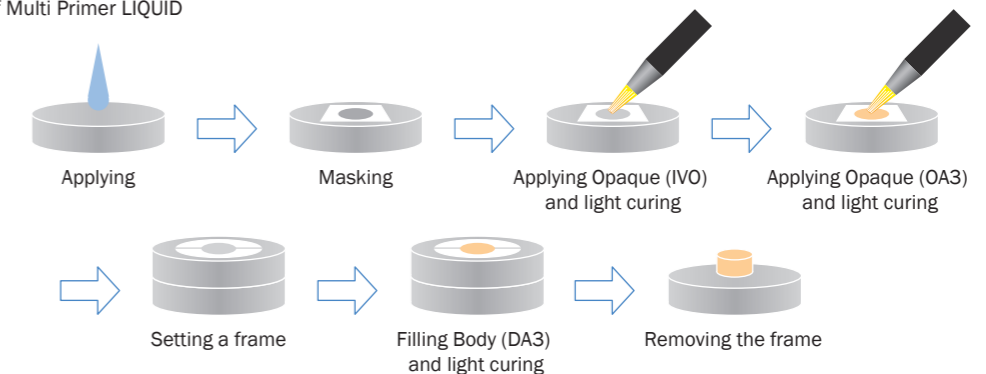 Multi Primer LIQUID
Applying
Masking
Applying Opaque (IVO)
and light curing
Applying Opaque (OA3)
and light curing
Setting a frame
Filling Body (DA3)
and light curing
Removing the frame